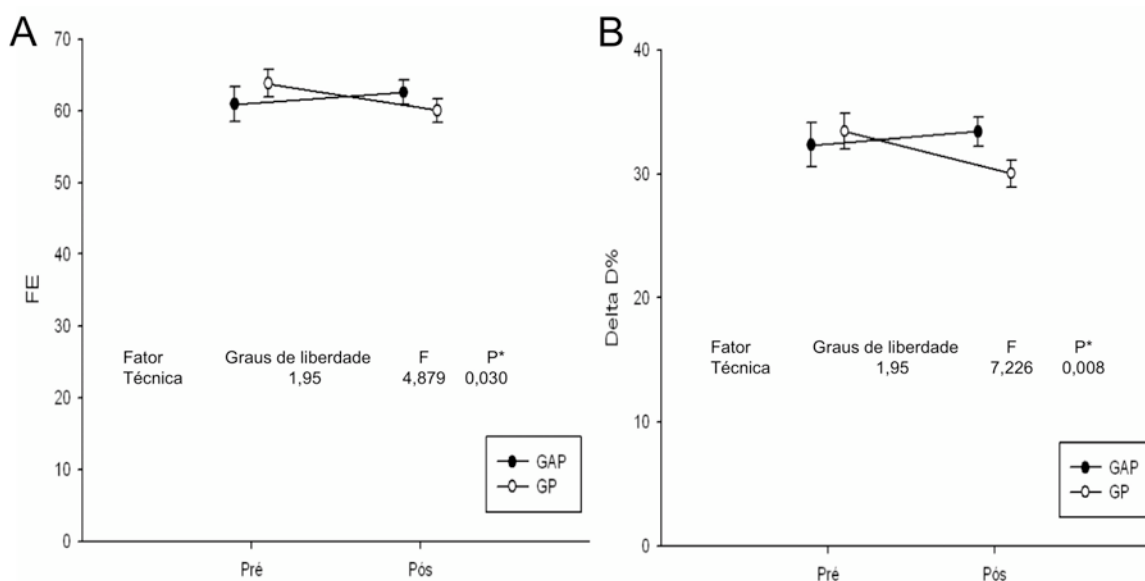 A
70
60
50
40
30
20
10
0
FE
Fator Graus de liberdade F P*
Técnica 1,95 4,879 0,030
GAP
GP
Pré Pós
B
40
30
20
10
0
Delta D%
Fator Graus de liberdade F P*
Técnica 1,95 7,226 0,008
GAP
GP
Pré Pós